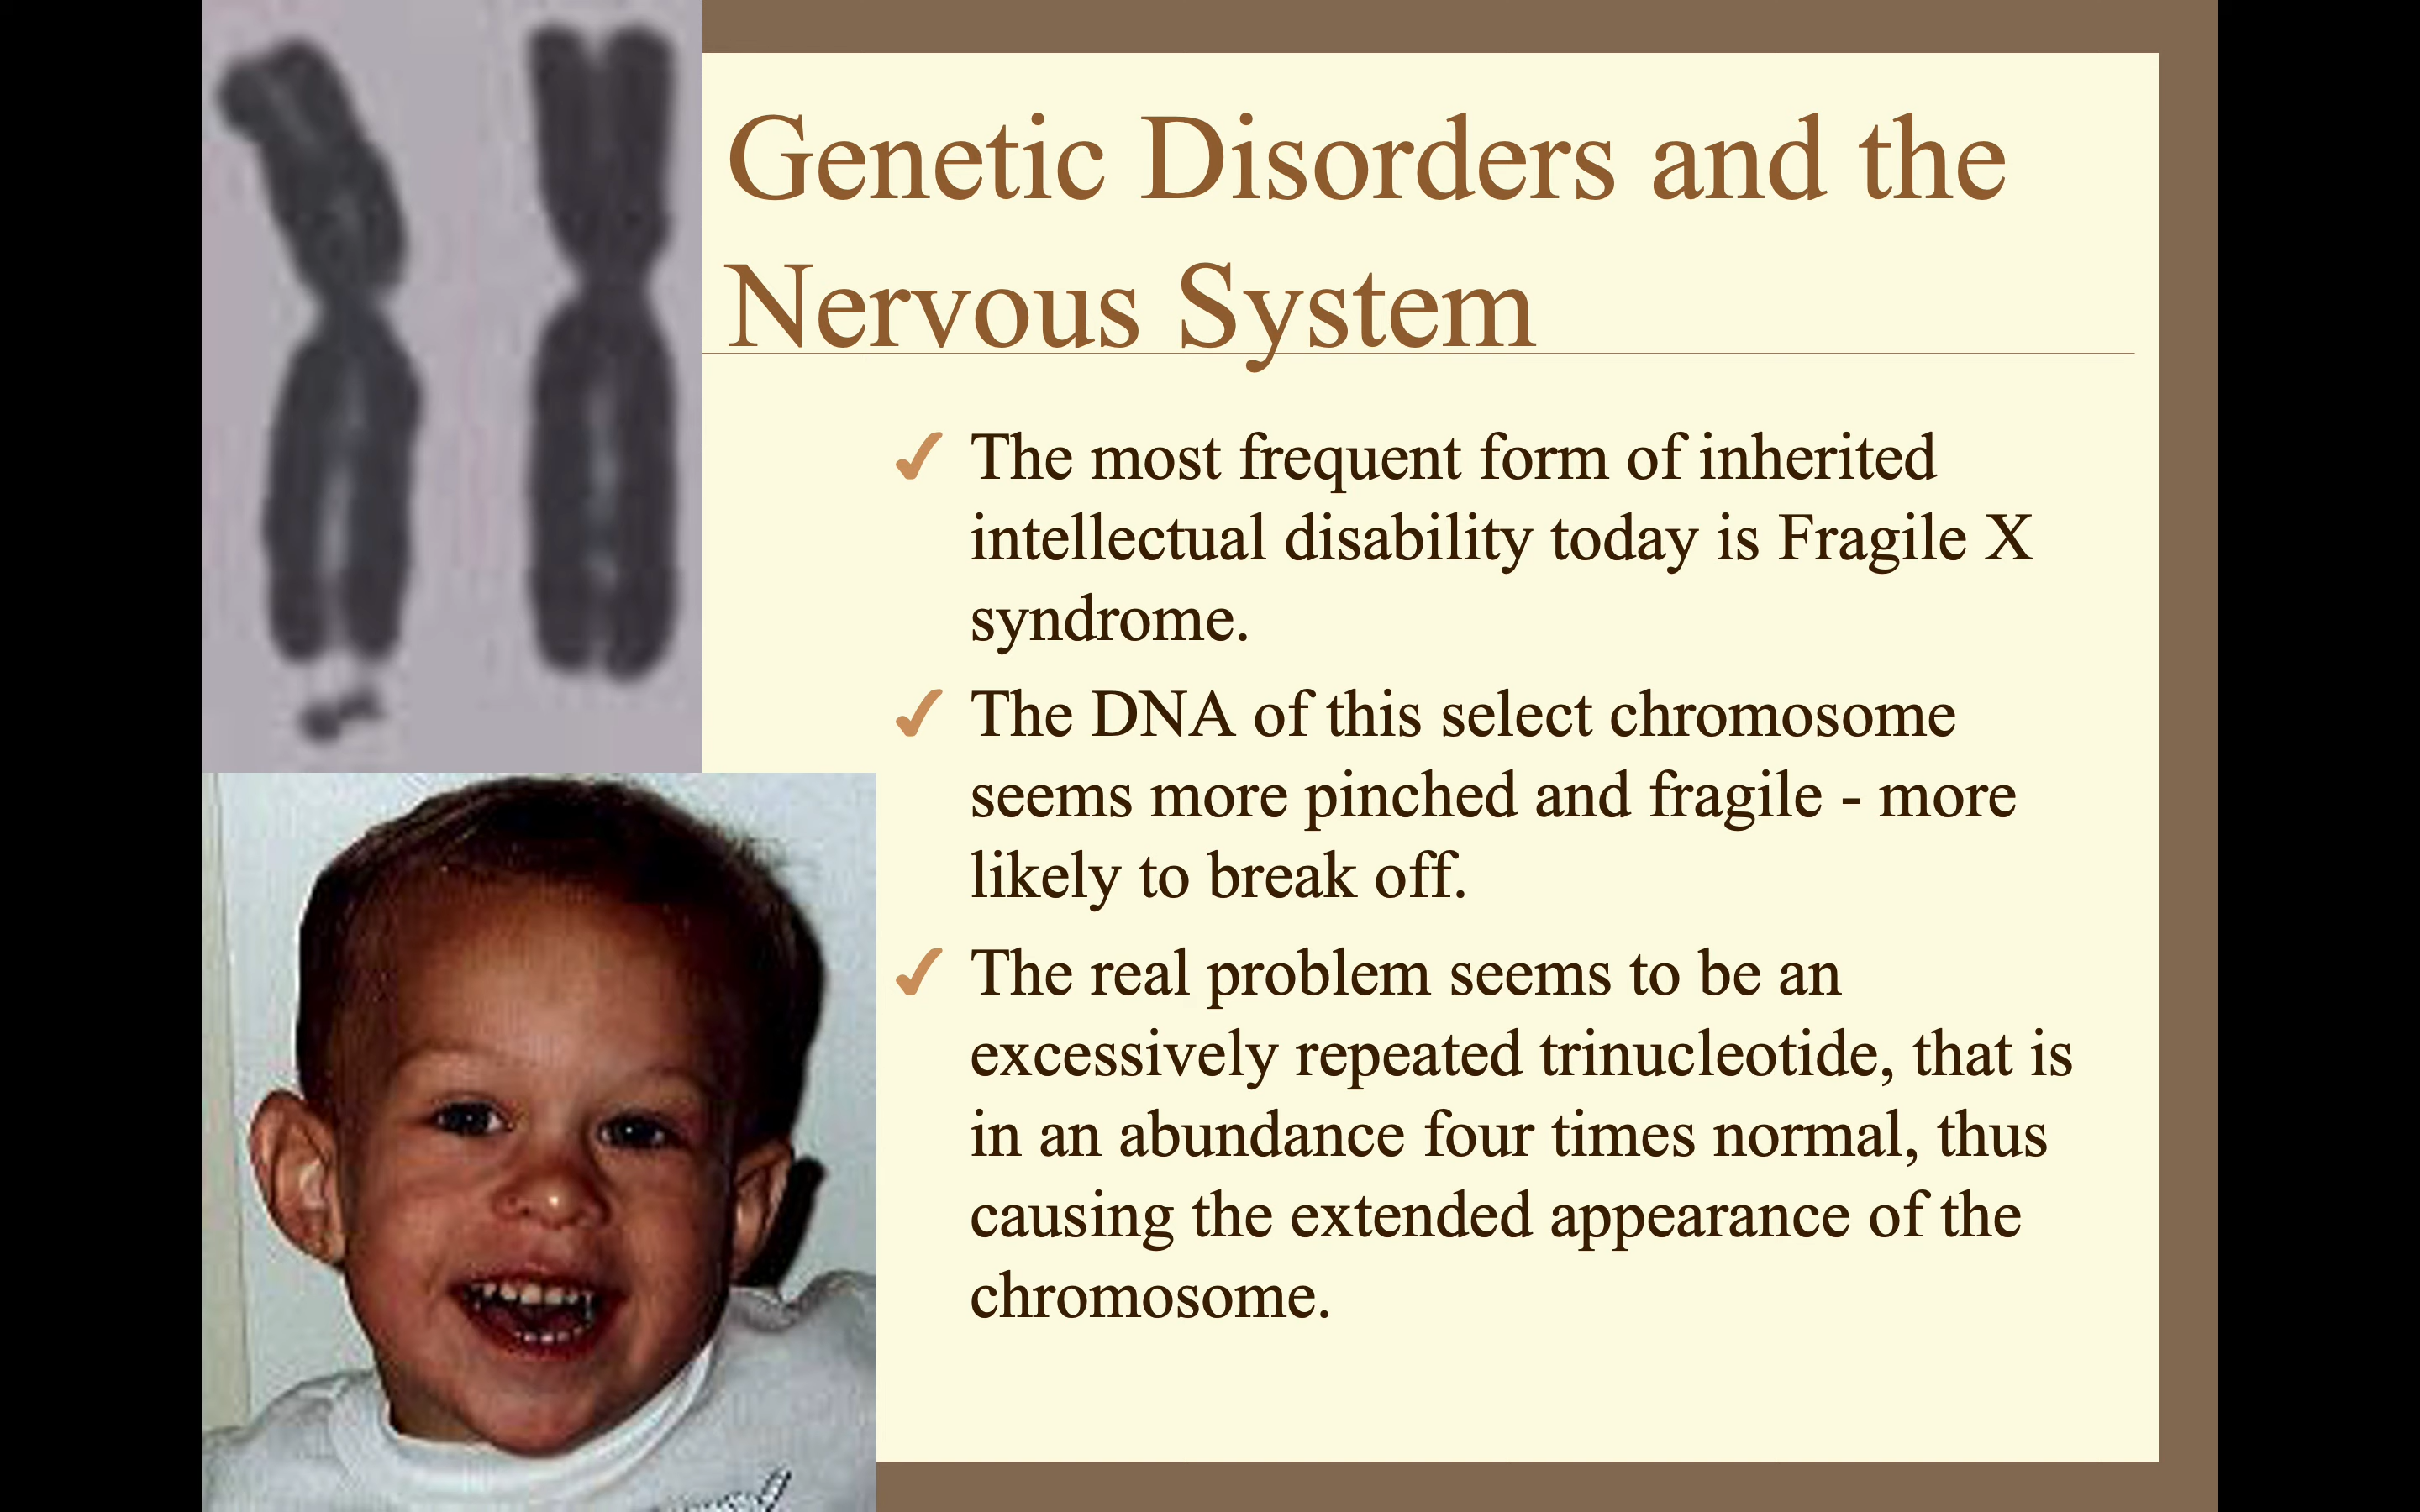 Genetic Disorders and the
Nervous System
✓ The most frequent form of inherited
intellectual disability today is Fragile X
syndrome.
✓ The DNA of this select chromosome
seems more pinched and fragile - more
likely to break off.
✓ The real problem seems to be an
excessively repeated trinucleotide, that is
in an abundance four times normal, thus
causing the extended appearance of the
chromosome.